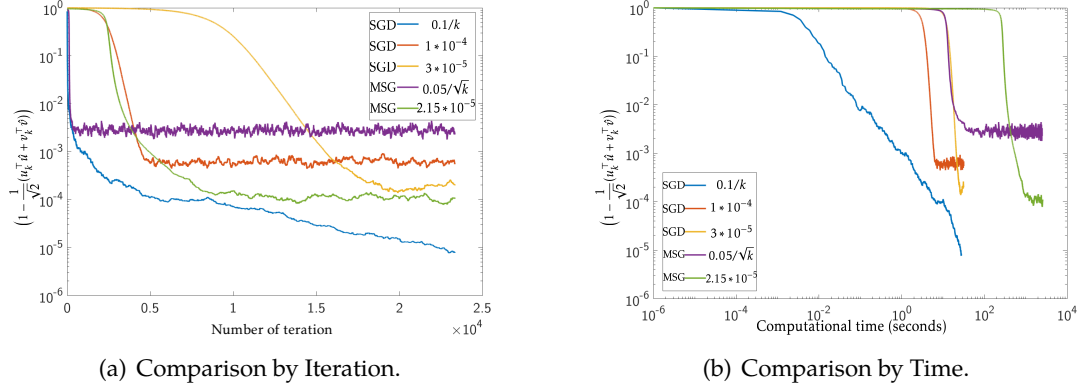 (1 − 1/√2 (u_k^⊤ û + v_k^⊤ v̂))
10^0
10^-1
10^-2
10^-3
10^-4
10^-5
10^-6
SGD 0.1/k
SGD 1*10^-4
SGD 3*10^-5
MSG 0.05/√k
MSG 2.15*10^-5
0 0.5 1 1.5 2 2.5
×10^4
Number of teration
(a) Comparison by Iteration.
(1 − 1/√2 (u_k^⊤ û + v_k^⊤ v̂))
10^0
10^-1
10^-2
10^-3
10^-4
10^-5
10^-6
SGD 0.1/k
SGD 1*10^-4
SGD 3*10^-5
MSG 0.05/√k
MSG 2.15*10^-5
10^-6 10^-4 10^-2 10^0 10^2 10^4
Computational time (seconds)
(b) Comparison by Time.